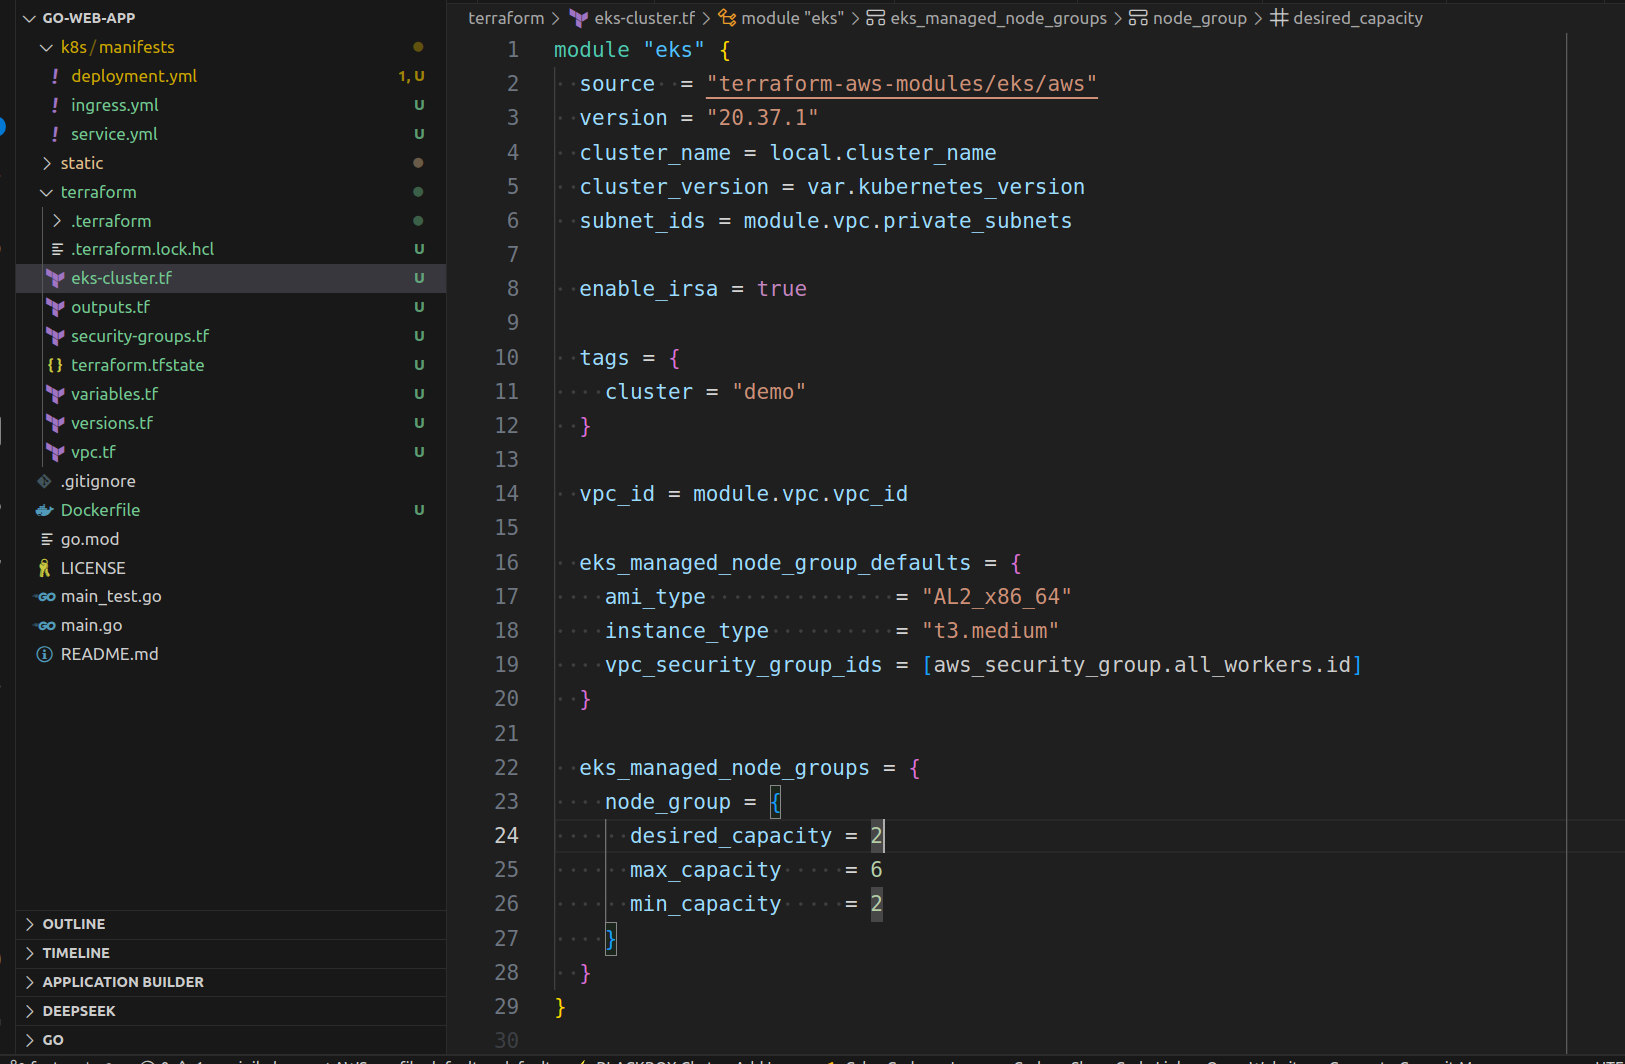 GO-WEB-APP
k8s / manifests
deployment.yml 1, U
ingress.yml U
service.yml U
static
terraform
.terraform
.terraform.lock.hcl U
eks-cluster.tf U
outputs.tf U
security-groups.tf U
terraform.tfstate U
variables.tf U
versions.tf U
vpc.tf U
.gitignore
Dockerfile U
go.mod
LICENSE
main_test.go
main.go
README.md
OUTLINE
TIMELINE
APPLICATION BUILDER
DEEPSEEK
GO
terraform > eks-cluster.tf > module "eks" > eks_managed_node_groups > node_group > desired_capacity
1 module "eks" {
2 source = "terraform-aws-modules/eks/aws"
3 version = "20.37.1"
4 cluster_name = local.cluster_name
5 cluster_version = var.kubernetes_version
6 subnet_ids = module.vpc.private_subnets
7
8 enable_irsa = true
9
10 tags = {
11 cluster = "demo"
12 }
13
14 vpc_id = module.vpc.vpc_id
15
16 eks_managed_node_group_defaults = {
17 ami_type = "AL2_x86_64"
18 instance_type = "t3.medium"
19 vpc_security_group_ids = [aws_security_group.all_workers.id]
20 }
21
22 eks_managed_node_groups = {
23 node_group = {
24 desired_capacity = 2
25 max_capacity = 6
26 min_capacity = 2
27 }
28 }
29 }
30